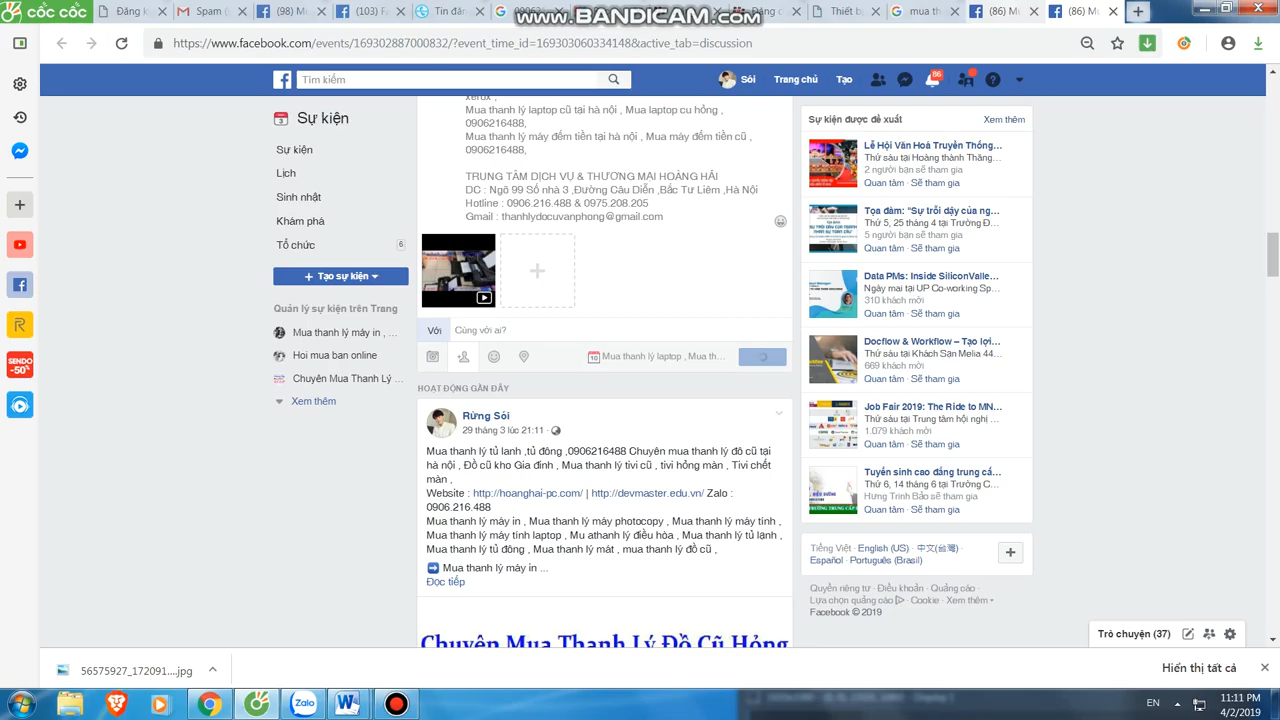 cốc cốc
Đăng k
Spam (
(98) M
(103) F
Tin đă
Thiết b
mua th
(86) M
(86) M
www.BANDICAM.com
https://www.facebook.com/events/169302887000832/?event_time_id=169303060334148&active_tab=discussion
Tìm kiếm
Sói
Trang chủ
Tạo
86
SENDO
-50%
Sự kiện
Sự kiện
Lịch
Sinh nhật
Khám phá
Tổ chức
6
+ Tạo sự kiện
Quản lý sự kiện trên Trang
Mua thanh lý máy in , ...
Hoi mua ban online
Chuyên Mua Thanh Lý ...
Xem thêm
xerox ,
Mua thanh lý laptop cũ tại hà nội , Mua laptop cu hỏng ,
0906216488,
Mua thanh lý máy đếm tiền tại hà nội , Mua máy đếm tiền cũ ,
0906216488,
TRUNG TÂM DỊCH VỤ & THƯƠNG MẠI HOÀNG HẢI
DC : Ngõ 99 Số nhà 3 ,Đường Cầu Diễn ,Bắc Từ Liêm ,Hà Nội
Hotline : 0906.216.488 & 0975.208.205
Gmail : thanhlydocuvanphong@gmail.com
Với
Cùng với ai?
10
Mua thanh lý laptop , Mua th...
HOẠT ĐỘNG GẦN ĐÂY
Rừng Sói
29 tháng 3 lúc 21:11
Mua thanh lý tủ lanh ,tủ đông ,0906216488 Chuyên mua thanh lý đô cũ tại
hà nội , Đồ cũ kho Gia đình , Mua thanh lý tivi cũ , tivi hỏng màn , Tivi chết
màn ,
Website : http://hoanghai-pc.com/ | http://devmaster.edu.vn/ Zalo :
0906.216.488
Mua thanh lý máy in , Mua thanh lý máy photocopy , Mua thanh lý máy tính ,
Mua thanh lý máy tính laptop , Mu athanh lý điều hòa , Mua thanh lý tủ lạnh ,
Mua thanh lý tủ đông , Mua thanh lý mát , mua thanh lý đồ cũ ,
Mua thanh lý máy in ...
Đọc tiếp
Chuyên Mua Thanh Lý Đồ Cũ Hỏng
Sự kiện được đề xuất
Xem thêm
Lễ Hội Văn Hoá Truyền Thống...
Thứ sáu tại Hoàng thành Thăng...
2 người bạn sẽ tham gia
Quan tâm · Sẽ tham gia
Tọa đàm: "Sự trỗi dậy của ng...
Thứ 5, 25 tháng 4 tại Trường Đ...
5 người bạn sẽ tham gia
Quan tâm · Sẽ tham gia
Data PMs: Inside SiliconValle...
Ngày mai tại UP Co-working Sp...
310 khách mời
Quan tâm · Sẽ tham gia
Docflow & Workflow – Tạo lợi...
Thứ sáu tại Khách Sạn Melia 44...
669 khách mời
Quan tâm · Sẽ tham gia
Job Fair 2019: The Ride to MN...
Thứ sáu tại Trung tâm hội nghị ...
1.079 khách mời
Quan tâm · Sẽ tham gia
Tuyển sinh cao đẳng trung cấ...
Thứ 6, 14 tháng 6 tại Trường C...
Hưng Trịnh Bảo sẽ tham gia
Quan tâm · Sẽ tham gia
Tiếng Việt · English (US) · 中文(台灣) ·
Español · Português (Brasil)
Quyền riêng tư · Điều khoản · Quảng cáo ·
Lựa chọn quảng cáo · Cookie · Xem thêm
Facebook © 2019
Trò chuyện (37)
56575927_172091....jpg
Hiển thị tất cả
Zalo
EN
11:11 PM
4/2/2019